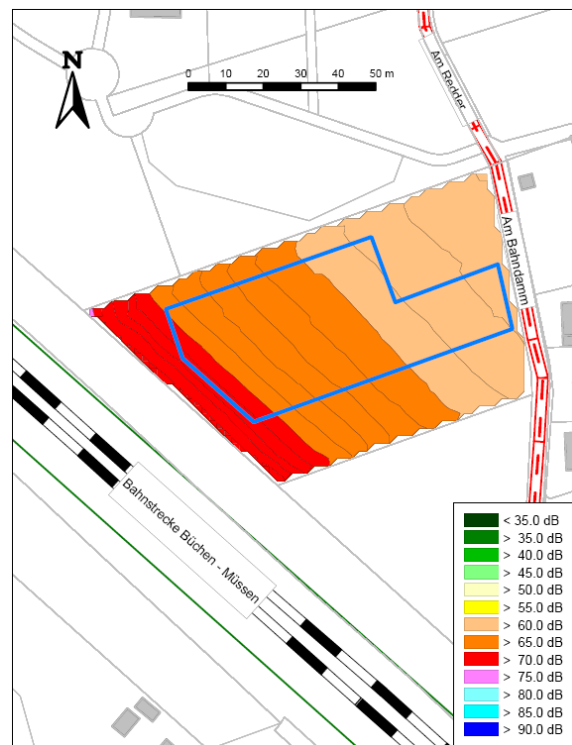 N
0 10 20 30 40 50 m
Am Redder
Am Bahndamm
Bahnstrecke Büchen - Müssen
< 35.0 dB
> 35.0 dB
> 40.0 dB
> 45.0 dB
> 50.0 dB
> 55.0 dB
> 60.0 dB
> 65.0 dB
> 70.0 dB
> 75.0 dB
> 80.0 dB
> 85.0 dB
> 90.0 dB